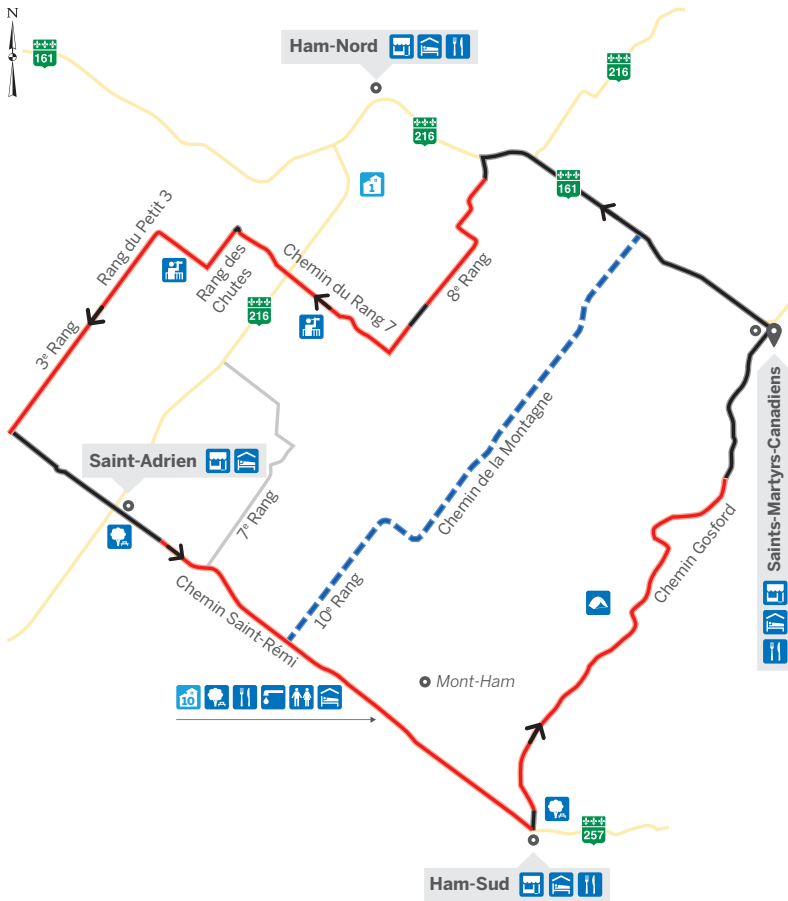 N
161
Ham-Nord
216
216
161
1
Rang du Petit 3
Rang des
Chutes
Chemin du Rang 7
8e Rang
216
3e Rang
Saint-Adrien
7e Rang
Chemin de la Montagne
Saints-Martyrs-Canadiens
Chemin Gosford
10e Rang
Chemin Saint-Rémi
Mont-Ham
10
257
Ham-Sud